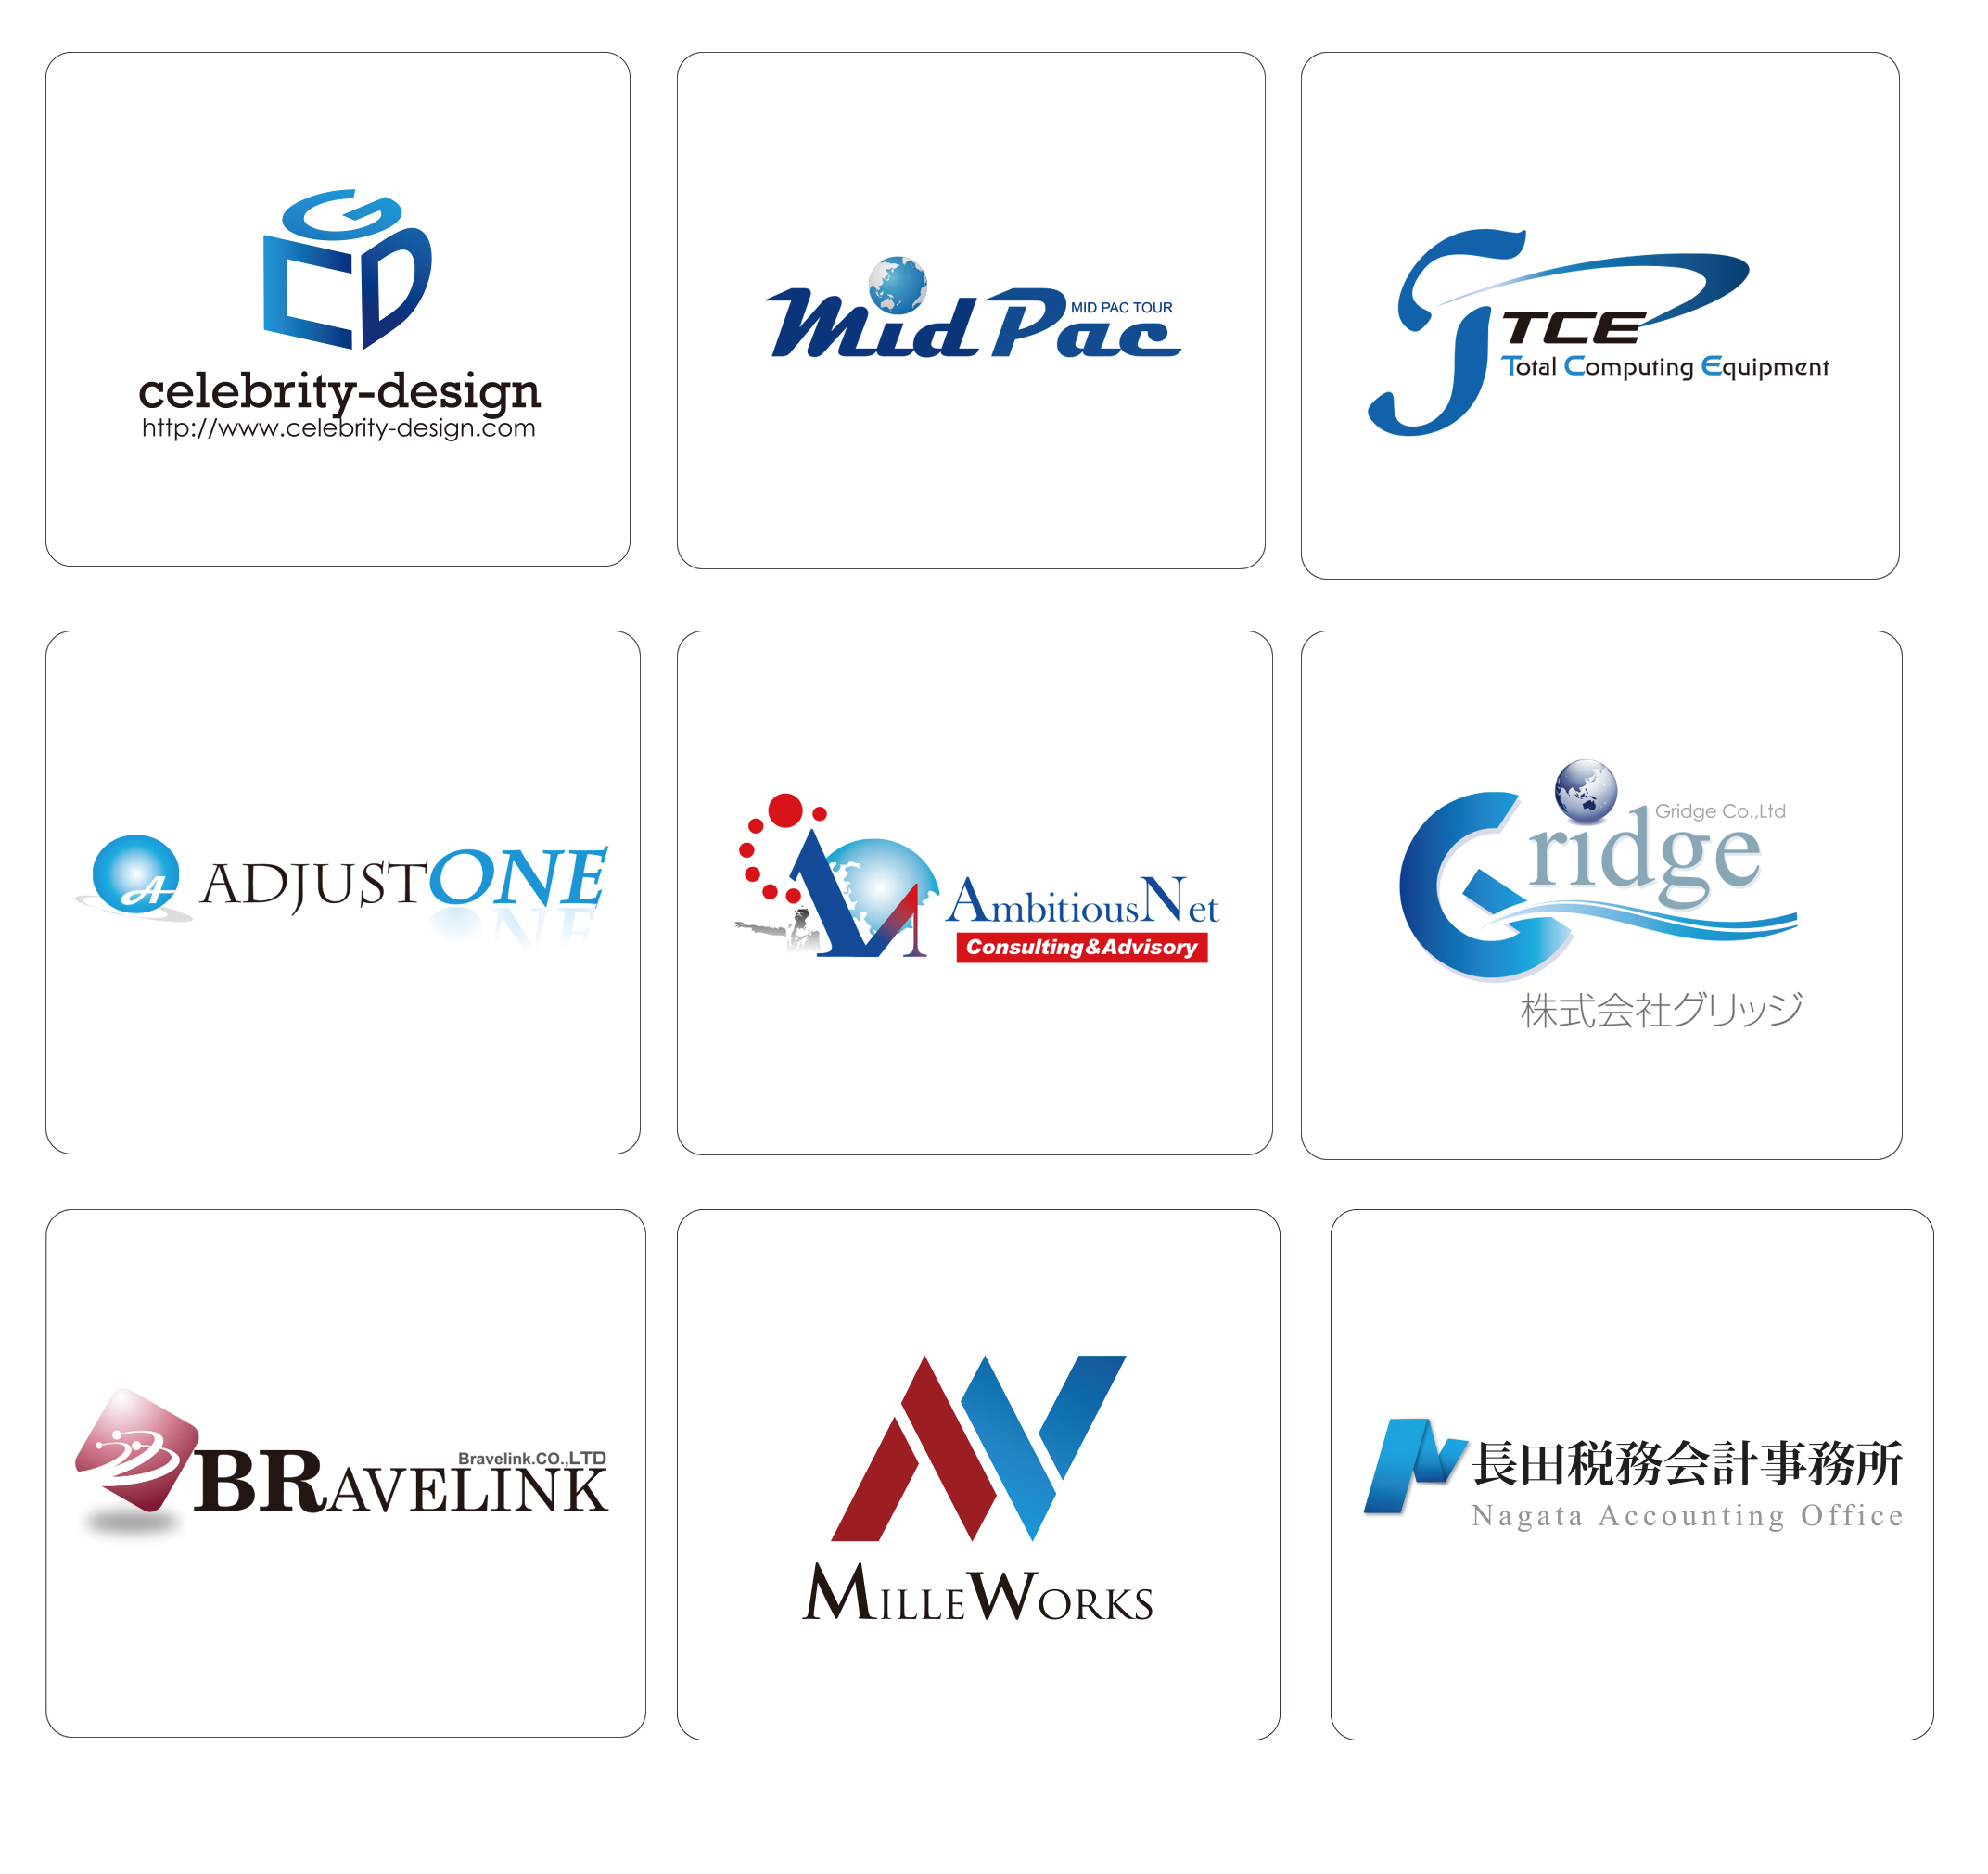 celebrity-design
http://www.celebrity-design.com
MidPac
MID PAC TOUR
TCE
Total Computing Equipment
A
ADJUSTONE
AmbitiousNet
Consulting&Advisory
Gridge
Gridge Co.,Ltd
株式会社グリッジ
Bravelink.CO.,LTD
BRAVELINK
MILLEWORKS
長田税務会計事務所
Nagata Accounting Office